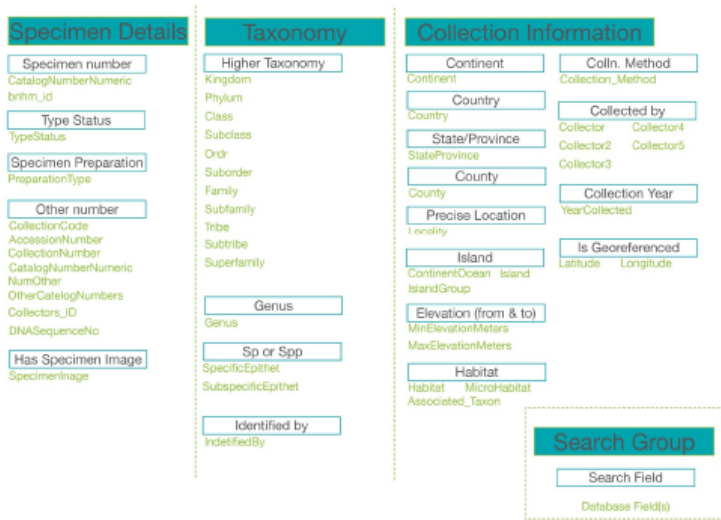 Specimen Details
Specimen number
CatalogNumberNumeric
bnhm_id
Type Status
TypeStatus
Specimen Preparation
PreparationType
Other number
CollectionCode
AccessionNumber
CollectionNumber
CatalogNumberNumeric
NumOther
OtherCatelogNumbers
Collectors_ID
DNASequenceNo
Has Specimen Image
SpecimenInage
Taxonomy
Higher Taxonomy
Kingdom
Phylum
Class
Subclass
Ordr
Suborder
Family
Subfamily
Tribe
Subtribe
Superfamily
Genus
Genus
Sp or Spp
SpecificEpithet
SubspecificEpithet
Identified by
IndetifiedBy
Collection Information
Continent
Continent
Country
Country
State/Province
StateProvince
County
County
Precise Location
Locality
Island
ContinentOcean Island
IslandGroup
Elevation (from & to)
MinElevationMeters
MaxElevationMeters
Habitat
Habitat MicroHabitat
Associated_Taxon
Colln. Method
Collection_Method
Collected by
Collector Collector4
Collector2 Collector5
Collector3
Collection Year
YearCollected
Is Georeferenced
Latitude Longitude
Search Group
Search Field
Database Field(s)